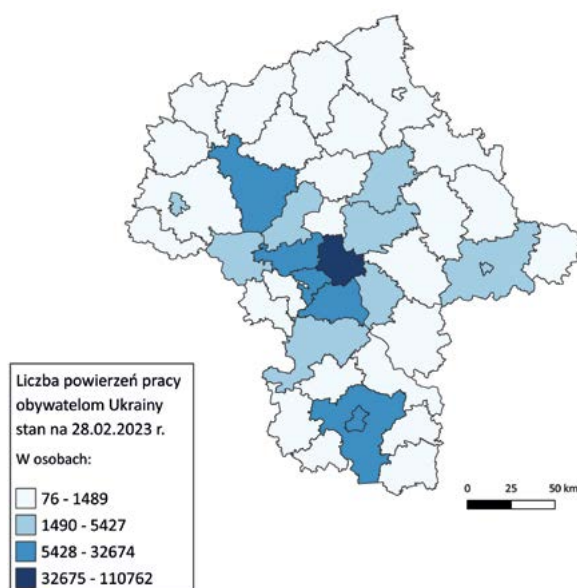 Liczba powierzeń pracy
obywatelom Ukrainy
stan na 28.02.2023 r.
W osobach:
76 - 1489
1490 - 5427
5428 - 32674
32675 - 110762
0 25 50 km